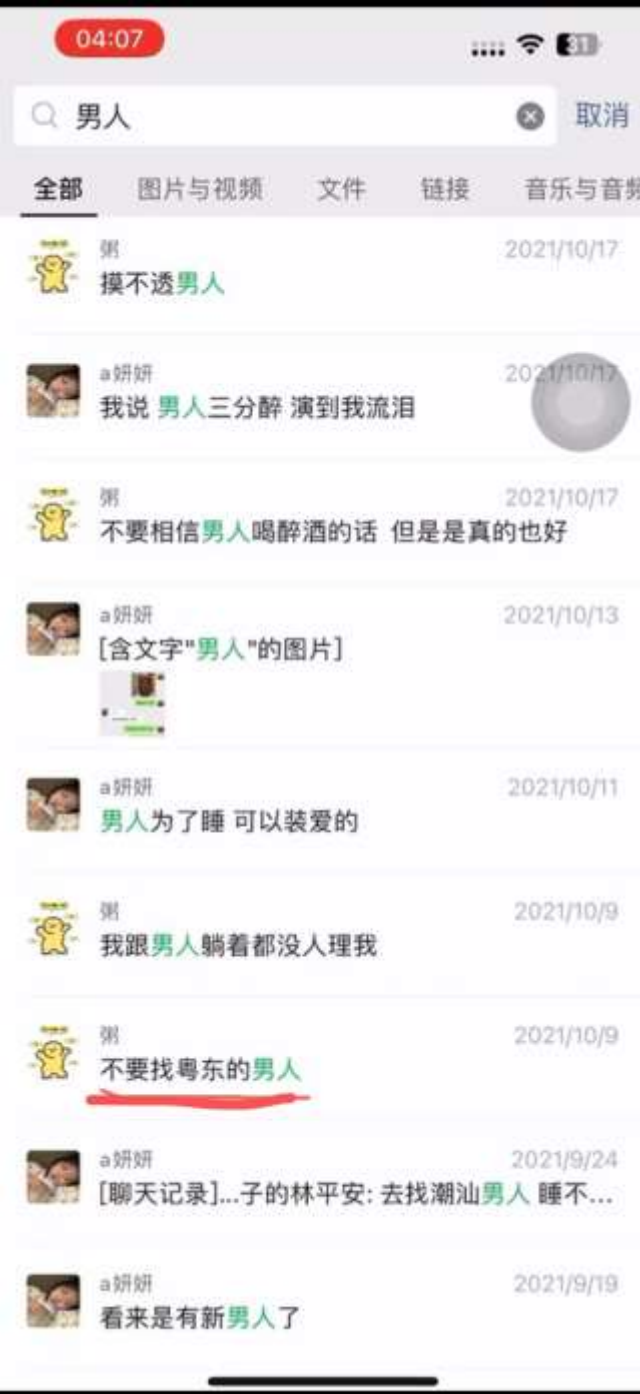 04:07
31
男人
取消
全部 图片与视频 文件 链接 音乐与音频
粥 2021/10/17
摸不透男人
a妍妍 2021/10/17
我说 男人三分醉 演到我流泪
粥 2021/10/17
不要相信男人喝醉酒的话 但是是真的也好
a妍妍 2021/10/13
[含文字"男人"的图片]
a妍妍 2021/10/11
男人为了睡 可以装爱的
粥 2021/10/9
我跟男人躺着都没人理我
粥 2021/10/9
不要找粤东的男人
a妍妍 2021/9/24
[聊天记录]...子的林平安: 去找潮汕男人 睡不...
a妍妍 2021/9/19
看来是有新男人了